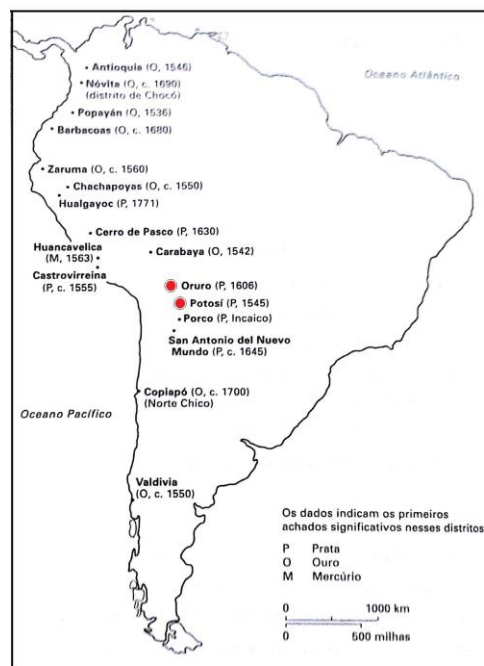 Antioquia (O, 1546)
Oceano Atlântico
Nóvita (O, c. 1690)
(distrito de Chocó)
Popayán (O, 1536)
Barbacoas (O, c. 1680)
Zaruma (O, c. 1560)
Chachapoyas (O, c. 1550)
Hualgayoc (P, 1771)
Cerro de Pasco (P, 1630)
Huancavelica
(M, 1563)
Carabaya (O, 1542)
Castrovirreina
(P, c. 1555)
Oruro (P, 1606)
Potosí (P, 1545)
Porco (P, Incaico)
San Antonio del Nuevo
Mundo (P, c. 1645)
Copiapó (O, c. 1700)
(Norte Chico)
Oceano Pacífico
Valdivia
(O, c. 1550)
Os dados indicam os primeiros
achados significativos nesses distritos
P Prata
O Ouro
M Mercúrio
0 1000 km
0 500 milhas